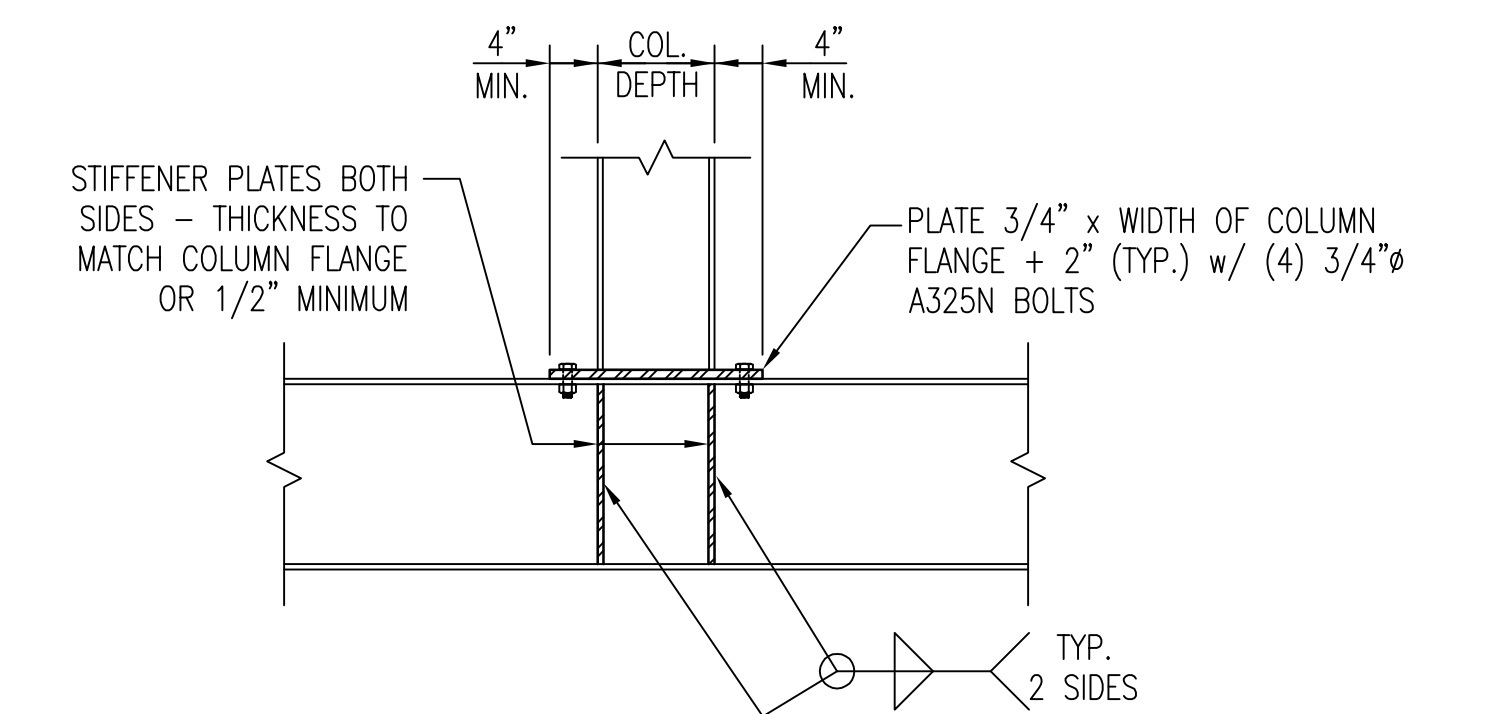 4”
MIN.
COL.
DEPTH
4”
MIN.
STIFFENER PLATES BOTH
SIDES – THICKNESS TO
MATCH COLUMN FLANGE
OR 1/2” MINIMUM
PLATE 3/4” x WIDTH OF COLUMN
FLANGE + 2” (TYP.) w/ (4) 3/4”ø
A325N BOLTS
TYP.
2 SIDES